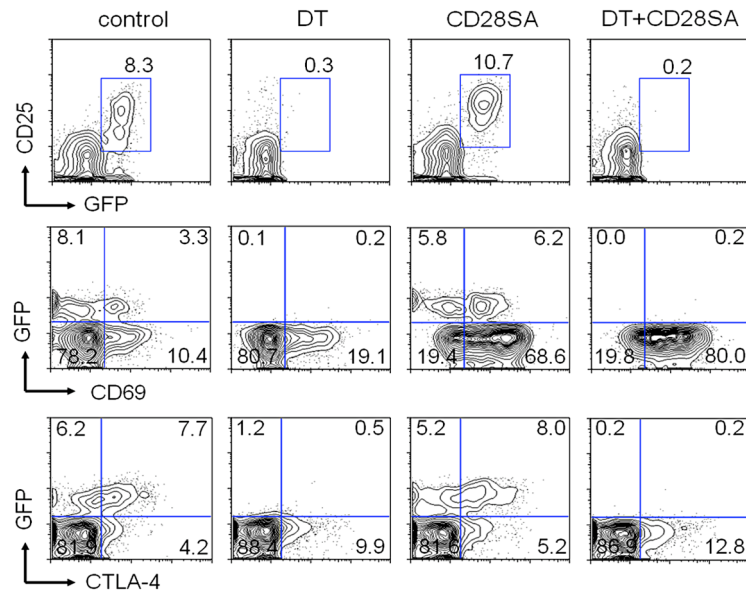 control DT CD28SA DT+CD28SA
8.3 0.3 10.7 0.2
CD25
GFP
8.1 3.3 0.1 0.2 5.8 6.2 0.0 0.2
GFP
78.2 10.4 80.7 19.1 19.4 68.6 19.8 80.0
CD69
6.2 7.7 1.2 0.5 5.2 8.0 0.2 0.2
GFP
81.9 4.2 88.4 9.9 81.6 5.2 86.9 12.8
CTLA-4